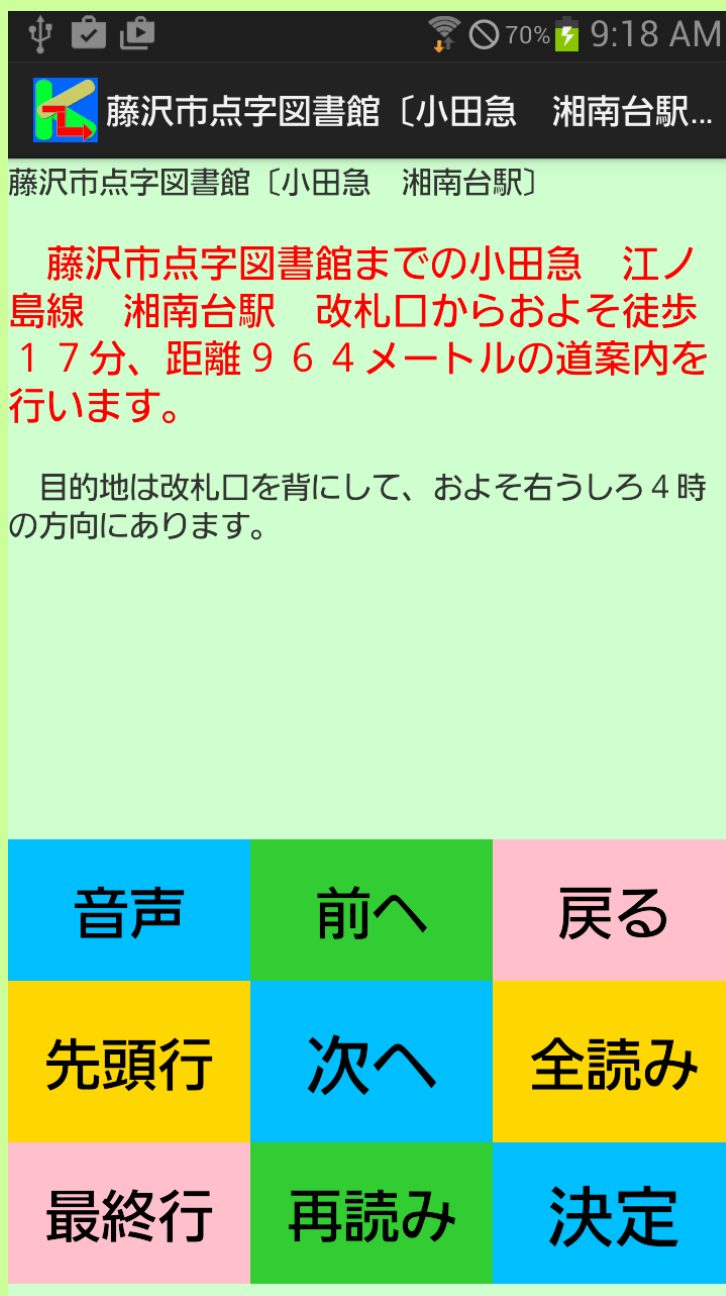 70% 9:18 AM
藤沢市点字図書館〔小田急　湘南台駅...
藤沢市点字図書館〔小田急　湘南台駅〕
　藤沢市点字図書館までの小田急　江ノ
島線　湘南台駅　改札口からおよそ徒歩
１７分、距離９６４メートルの道案内を
行います。
　目的地は改札口を背にして、およそ右うしろ４時
の方向にあります。
音声 前へ 戻る
先頭行 次へ 全読み
最終行 再読み 決定